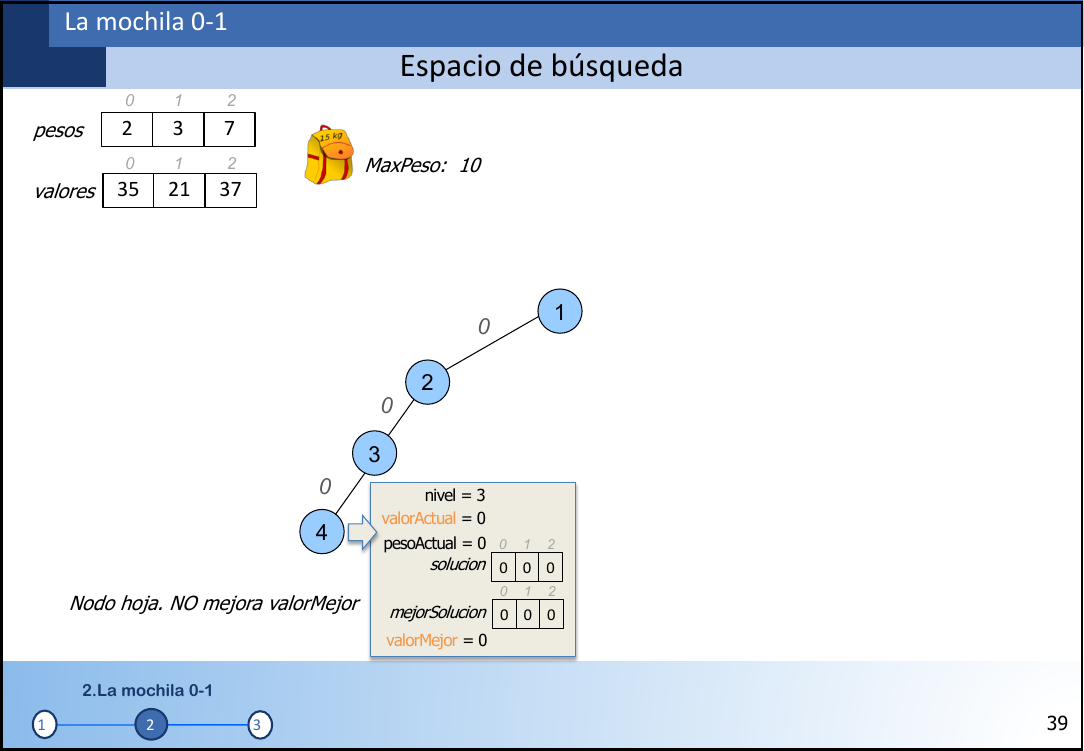 La mochila 0-1
Espacio de búsqueda
0 1 2
pesos 2 3 7
0 1 2
valores 35 21 37
15 kg
MaxPeso: 10
1
0
2
0
3
0
4
nivel = 3
valorActual = 0
pesoActual = 0 0 1 2
solucion 0 0 0
0 1 2
mejorSolucion 0 0 0
valorMejor = 0
Nodo hoja. NO mejora valorMejor
2.La mochila 0-1
1 2 3
39